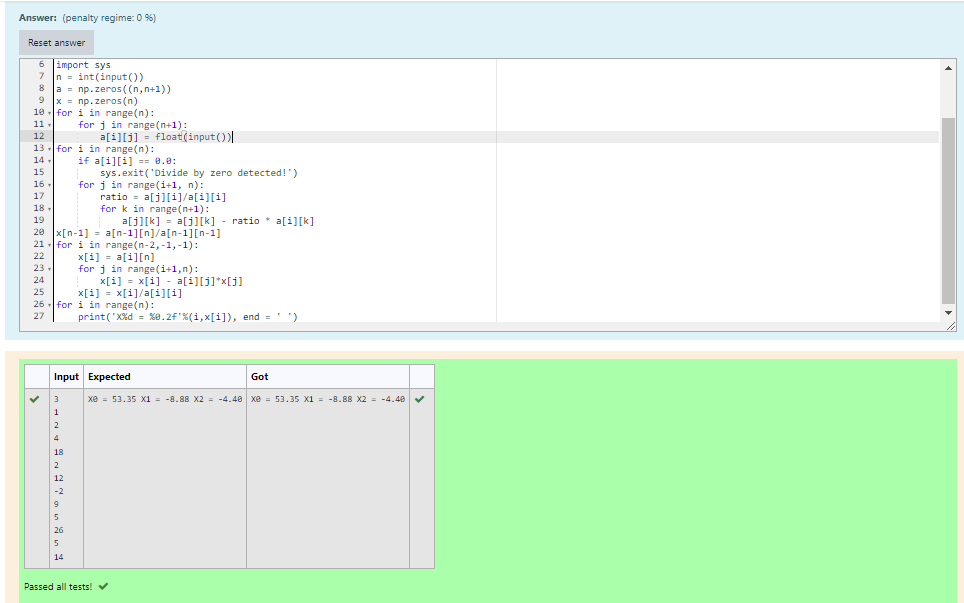 Answer: (penalty regime: 0 %)
Reset answer
6 import sys
7 n = int(input())
8 a = np.zeros((n,n+1))
9 x = np.zeros(n)
10 for i in range(n):
11 for j in range(n+1):
12 a[i][j] = float(input())
13 for i in range(n):
14 if a[i][i] == 0.0:
15 sys.exit('Divide by zero detected!')
16 for j in range(i+1, n):
17 ratio = a[j][i]/a[i][i]
18 for k in range(n+1):
19 a[j][k] = a[j][k] - ratio * a[i][k]
20 x[n-1] = a[n-1][n]/a[n-1][n-1]
21 for i in range(n-2,-1,-1):
22 x[i] = a[i][n]
23 for j in range(i+1,n):
24 x[i] = x[i] - a[i][j]*x[j]
25 x[i] = x[i]/a[i][i]
26 for i in range(n):
27 print('X%d = %0.2f'%(i,x[i]), end = ' ')
Input Expected Got
3 X0 = 53.35 X1 = -8.88 X2 = -4.40 X0 = 53.35 X1 = -8.88 X2 = -4.40
1
2
4
18
2
12
-2
9
5
26
5
14
Passed all tests!